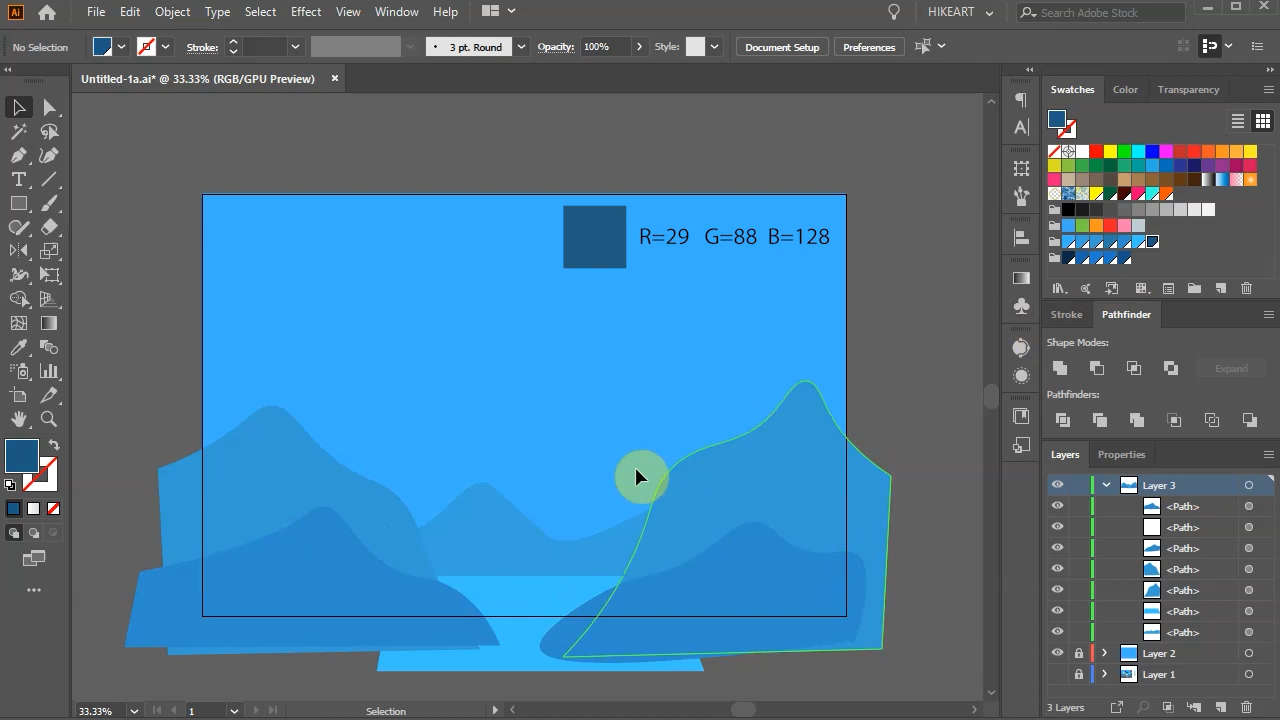 Ai File Edit Object Type Select Effect View Window Help HIKEART Search Adobe Stock
No Selection Stroke: 3 pt. Round Opacity: 100% Style: Document Setup Preferences
Untitled-1a.ai* @ 33.33% (RGB/GPU Preview) ×
Swatches Color Transparency
R=29 G=88 B=128
Stroke Pathfinder
Shape Modes:
Expand
Pathfinders:
Layers Properties
Layer 3
<Path>
<Path>
<Path>
<Path>
<Path>
<Path>
<Path>
Layer 2
Layer 1
33.33% 1 Selection
3 Layers